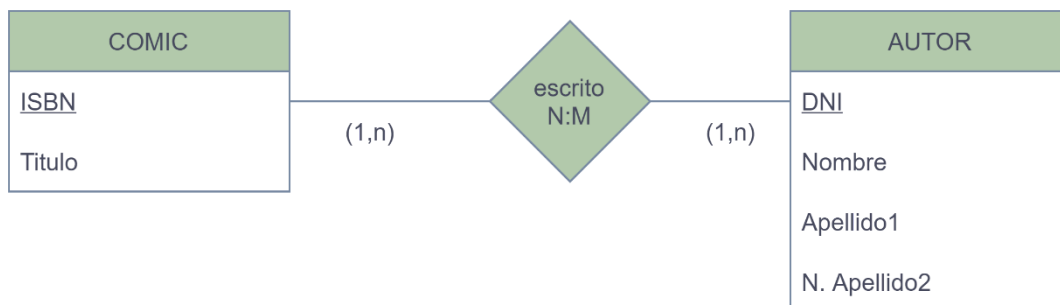 COMIC
ISBN
Titulo
(1,n)
escrito
N:M
(1,n)
AUTOR
DNI
Nombre
Apellido1
N. Apellido2